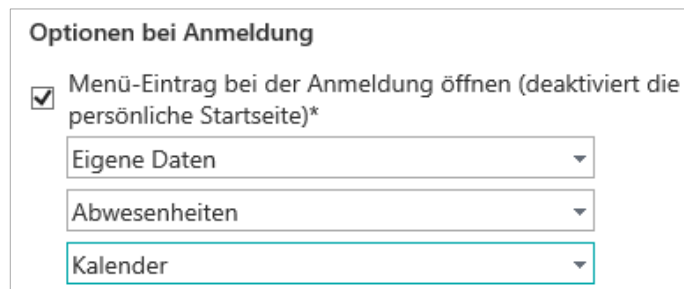 Optionen bei Anmeldung
Menü-Eintrag bei der Anmeldung öffnen (deaktiviert die
persönliche Startseite)*
Eigene Daten
Abwesenheiten
Kalender